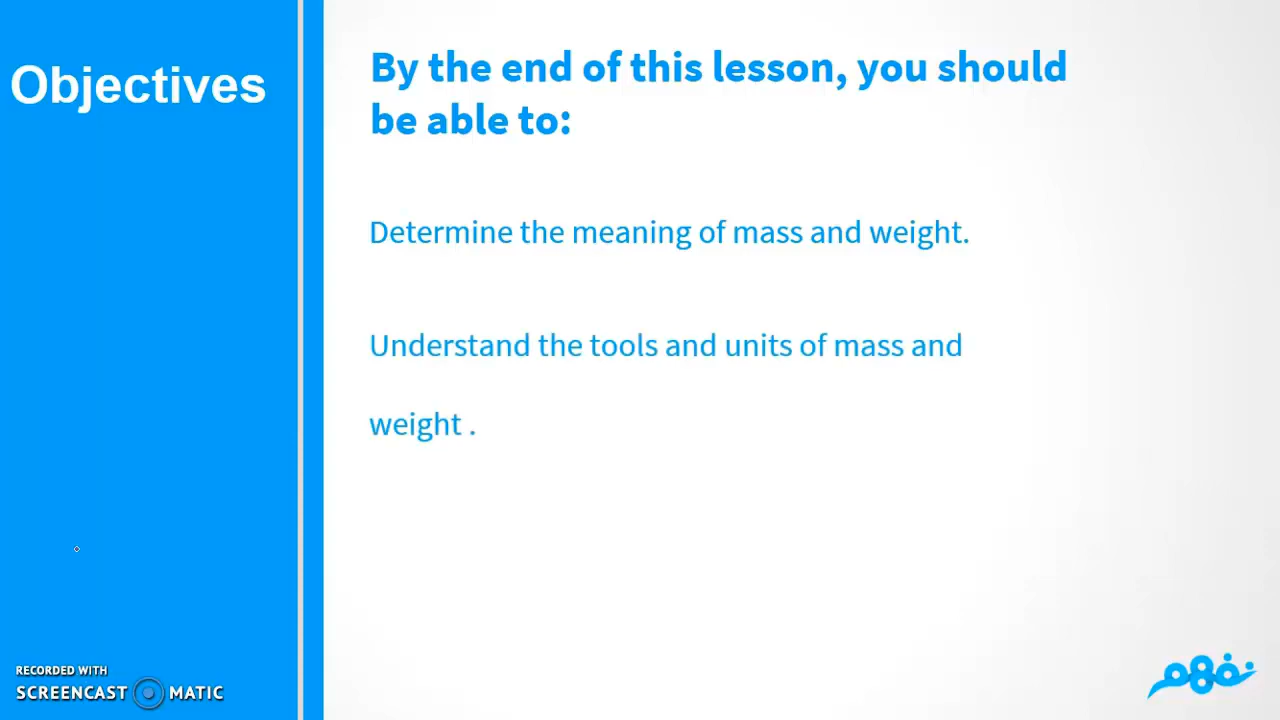 Objectives
By the end of this lesson, you should
be able to:
Determine the meaning of mass and weight.
Understand the tools and units of mass and
weight .
RECORDED WITH
SCREENCAST MATIC
نفهم